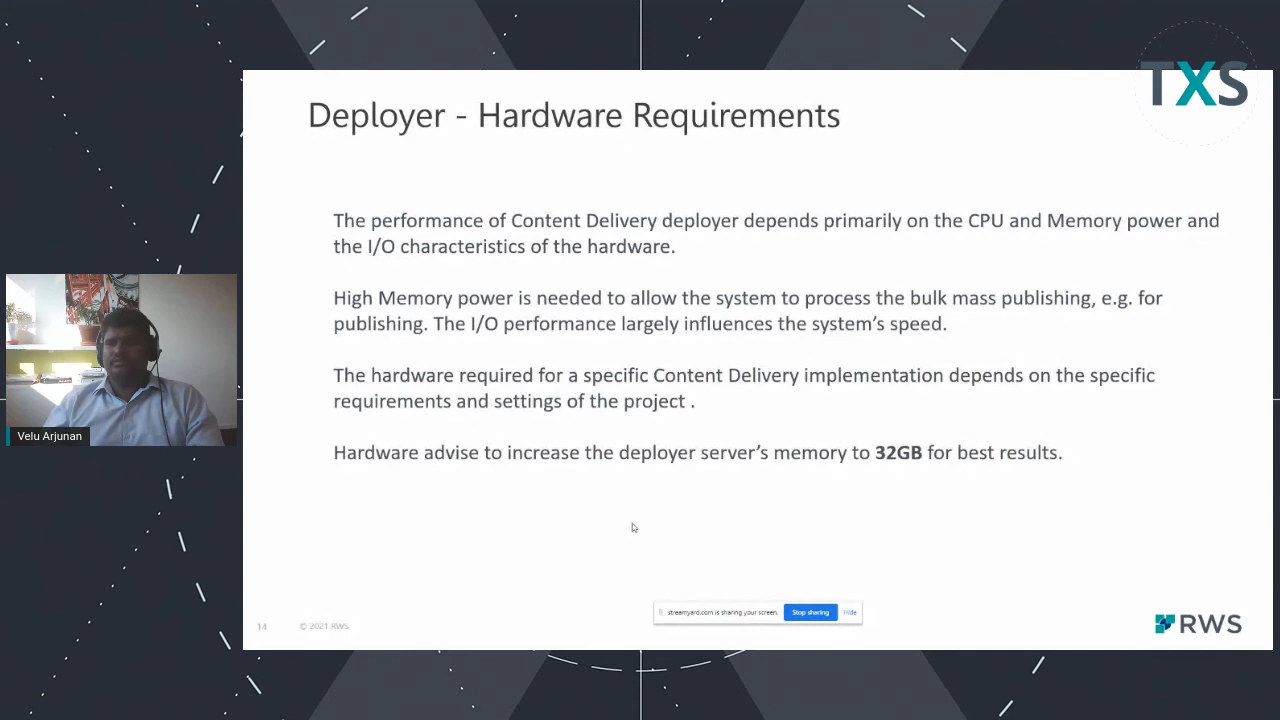 TXS
Deployer - Hardware Requirements
The performance of Content Delivery deployer depends primarily on the CPU and Memory power and
the I/O characteristics of the hardware.
High Memory power is needed to allow the system to process the bulk mass publishing, e.g. for
publishing. The I/O performance largely influences the system's speed.
The hardware required for a specific Content Delivery implementation depends on the specific
requirements and settings of the project .
Hardware advise to increase the deployer server's memory to 32GB for best results.
Velu Arjunan
streamyard.com is sharing your screen. Stop sharing Hide
14 © 2021 RWS
RWS